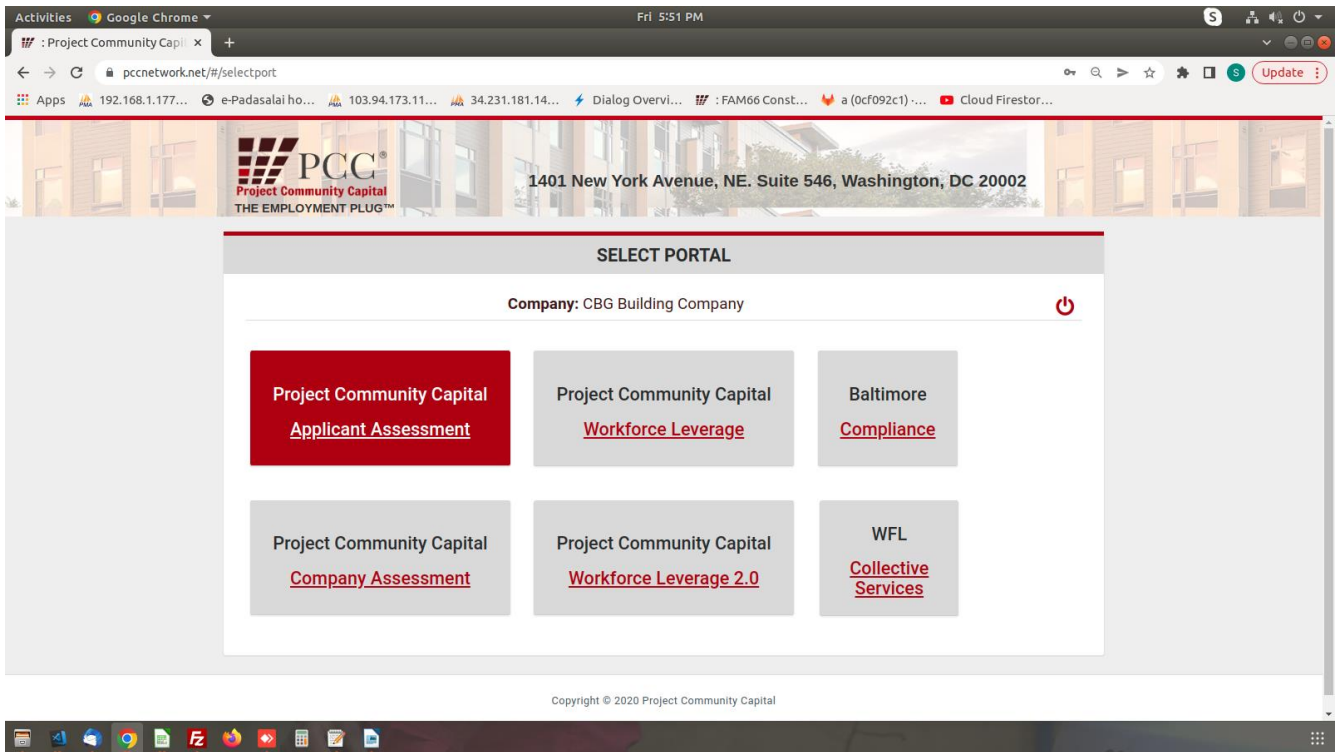 Activities Google Chrome Fri 5:51 PM S
: Project Community Capi
pccnetwork.net/#/selectport S Update
Apps 192.168.1.177... e-Padasalai ho... 103.94.173.11... 34.231.181.14... Dialog Overvi... : FAM66 Const... a (0cf092c1) ·... Cloud Firestor...
PCC®
Project Community Capital
THE EMPLOYMENT PLUG™
1401 New York Avenue, NE. Suite 546, Washington, DC 20002
SELECT PORTAL
Company: CBG Building Company
Project Community Capital
Applicant Assessment
Project Community Capital
Workforce Leverage
Baltimore
Compliance
Project Community Capital
Company Assessment
Project Community Capital
Workforce Leverage 2.0
WFL
Collective
Services
Copyright © 2020 Project Community Capital
Fz